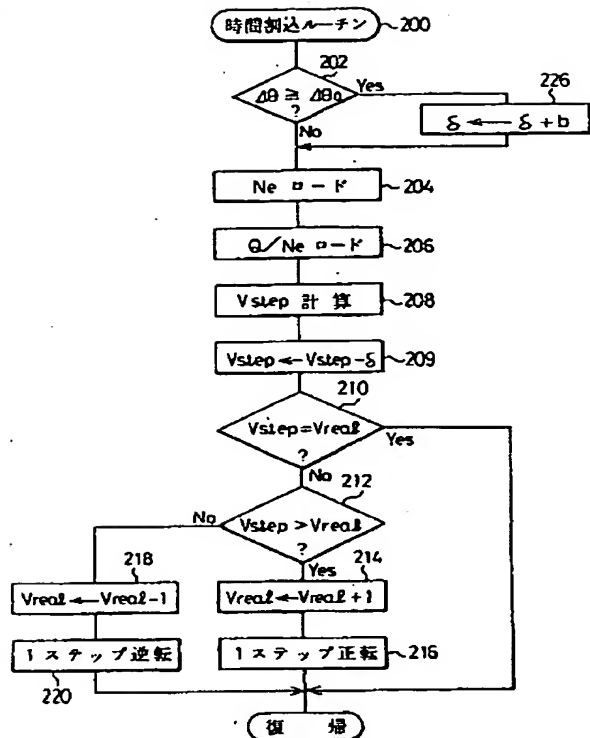 時間割込ルーチン
200
202
Δθ ≧ Δθo
?
Yes
No
226
δ ← δ + b
Ne ロード
204
Q/Ne ロード
206
Vstep 計算
208
Vstep ← Vstep-δ
209
210
Vstep=Vreal
?
Yes
No
212
Vstep > Vreal
?
No
Yes
218
Vreal ← Vreal-1
214
Vreal ← Vreal+1
1 ステップ逆転
220
1 ステップ正転
216
復 帰